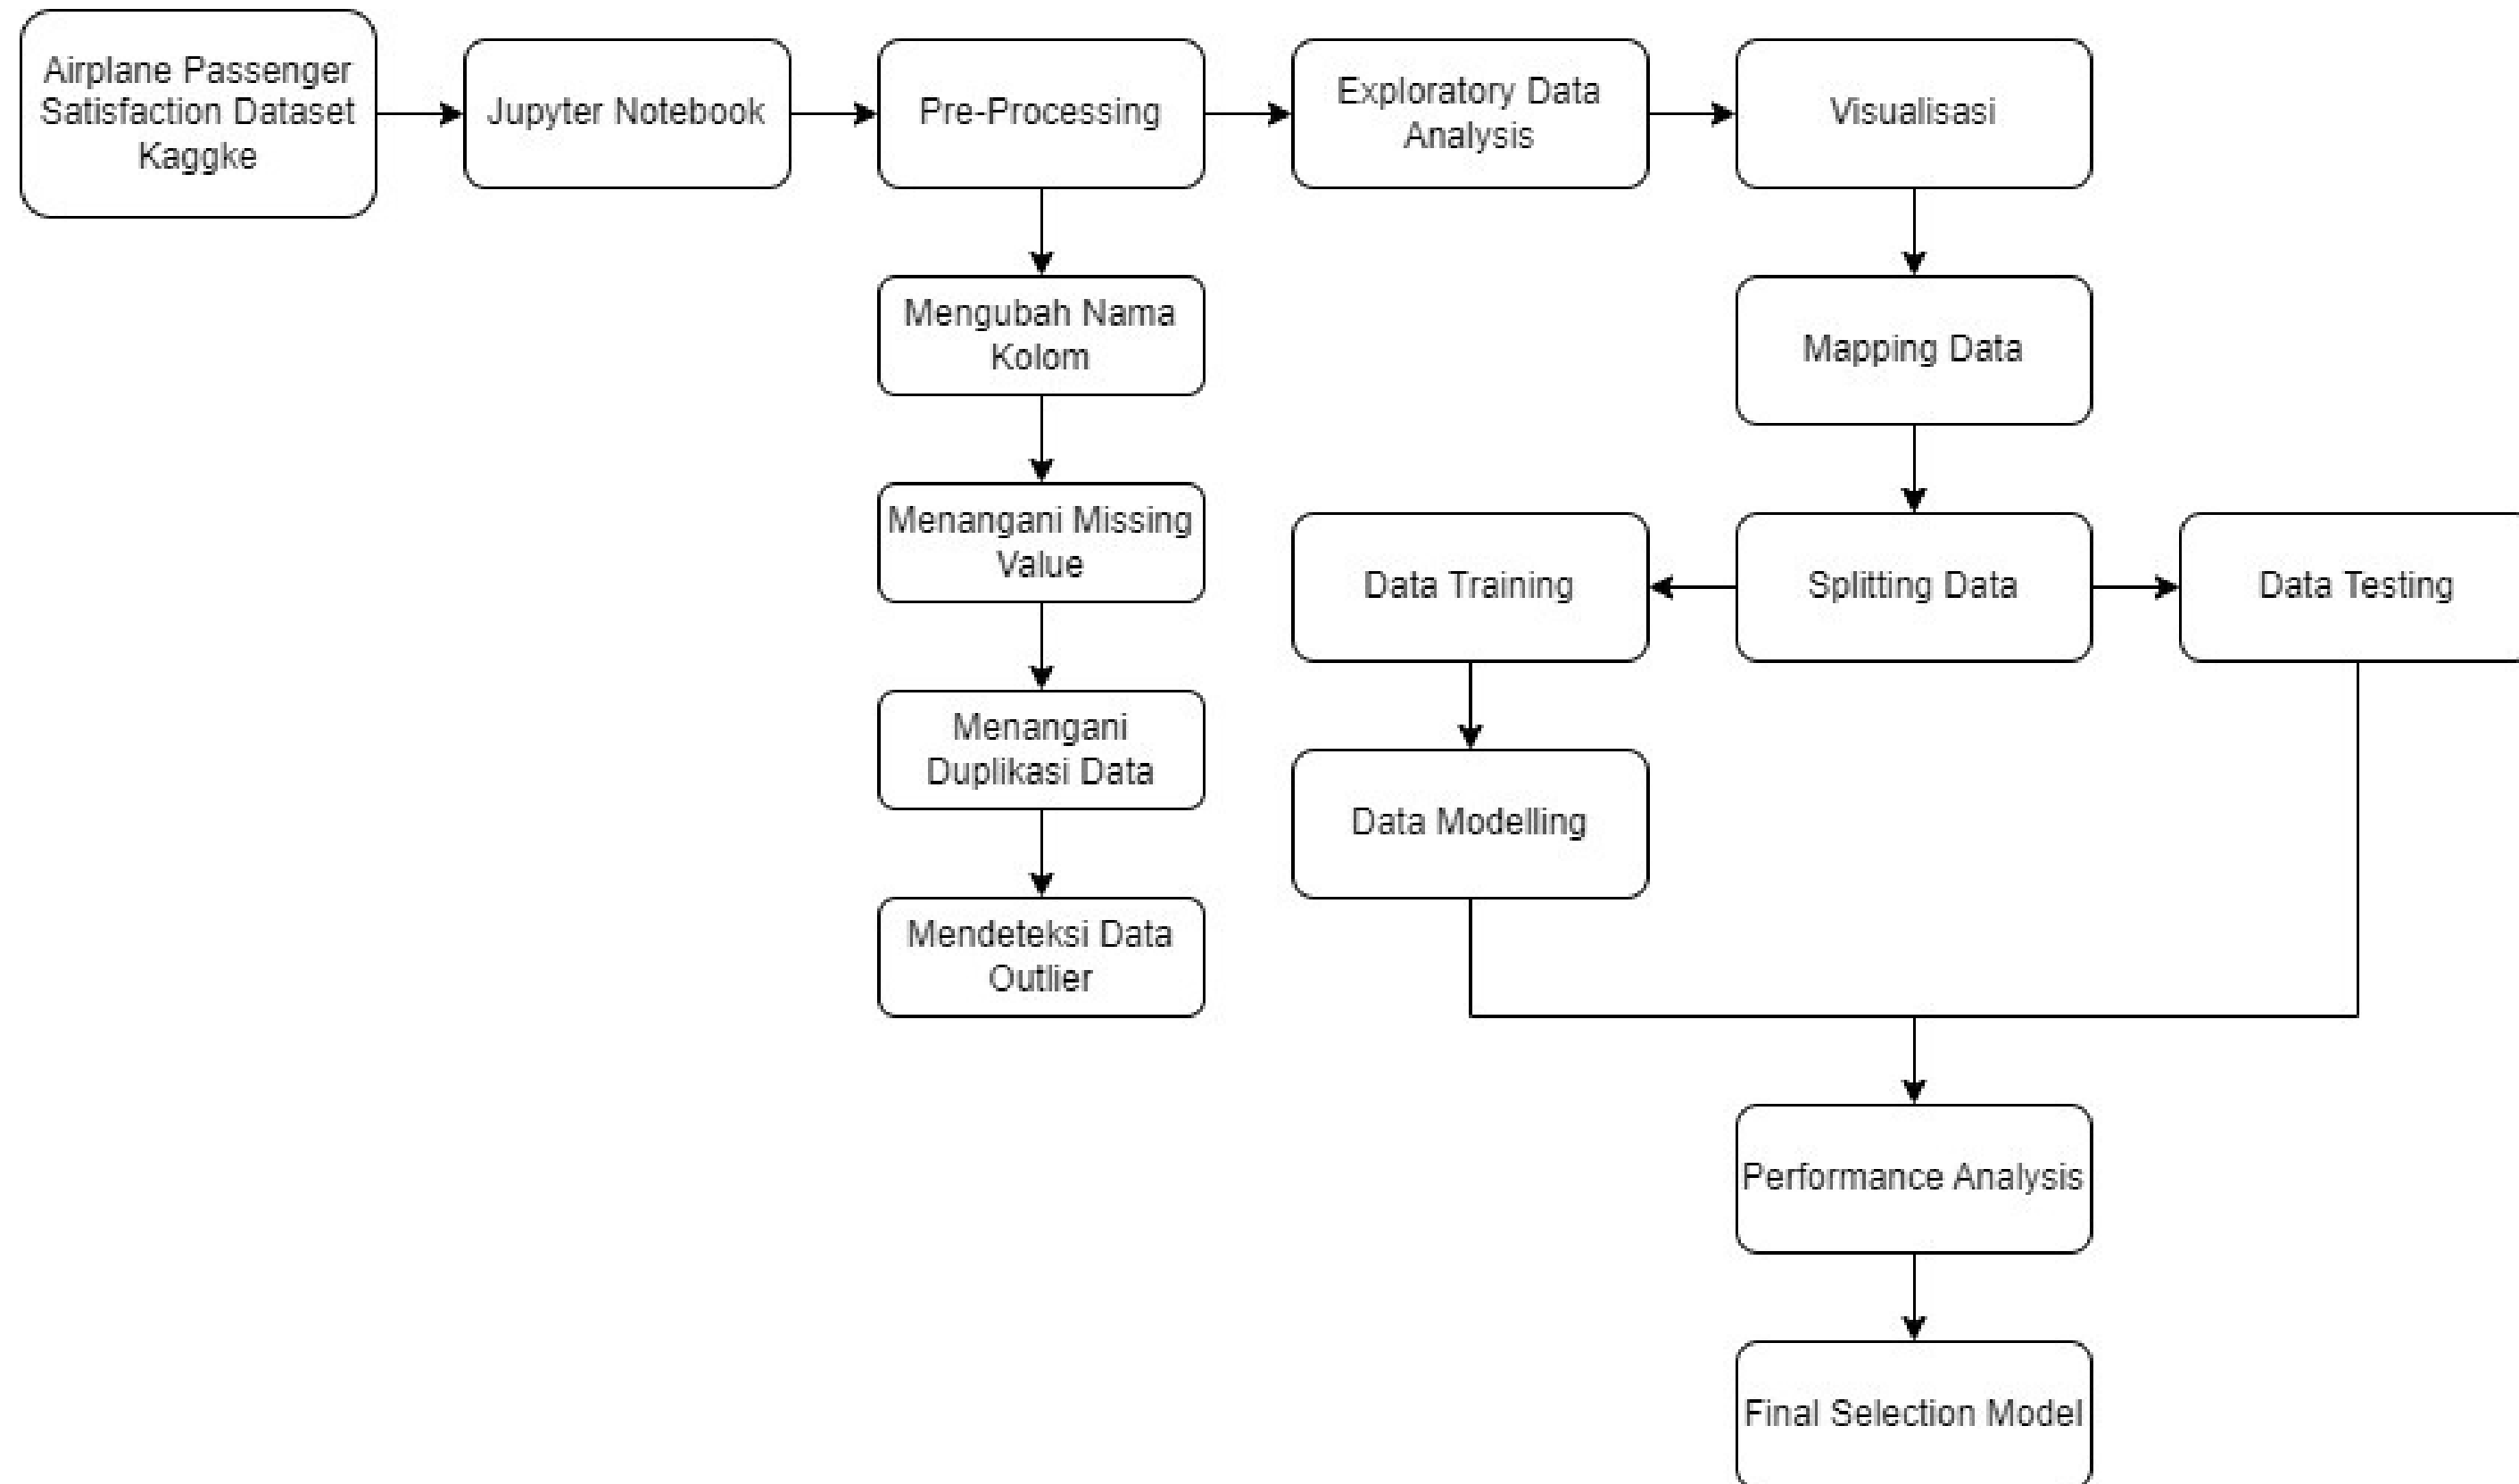 Airplane Passenger
Satisfaction Dataset
Kaggke
Jupyter Notebook
Pre-Processing
Exploratory Data
Analysis
Visualisasi
Mengubah Nama
Kolom
Menangani Missing
Value
Menangani
Duplikasi Data
Mendeteksi Data
Outlier
Mapping Data
Data Training
Splitting Data
Data Testing
Data Modelling
Performance Analysis
Final Selection Model